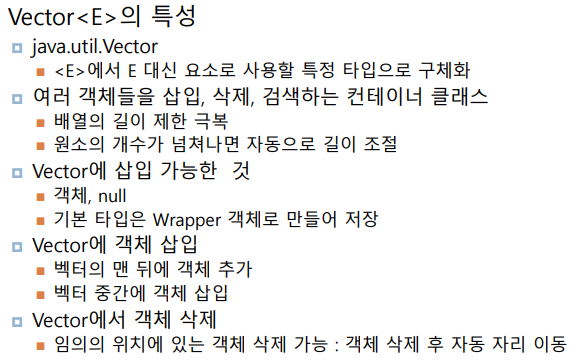 Vector<E>의 특성
java.util.Vector
<E>에서 E 대신 요소로 사용할 특정 타입으로 구체화
여러 객체들을 삽입, 삭제, 검색하는 컨테이너 클래스
배열의 길이 제한 극복
원소의 개수가 넘쳐나면 자동으로 길이 조절
Vector에 삽입 가능한 것
객체, null
기본 타입은 Wrapper 객체로 만들어 저장
Vector에 객체 삽입
벡터의 맨 뒤에 객체 추가
벡터 중간에 객체 삽입
Vector에서 객체 삭제
임의의 위치에 있는 객체 삭제 가능 : 객체 삭제 후 자동 자리 이동